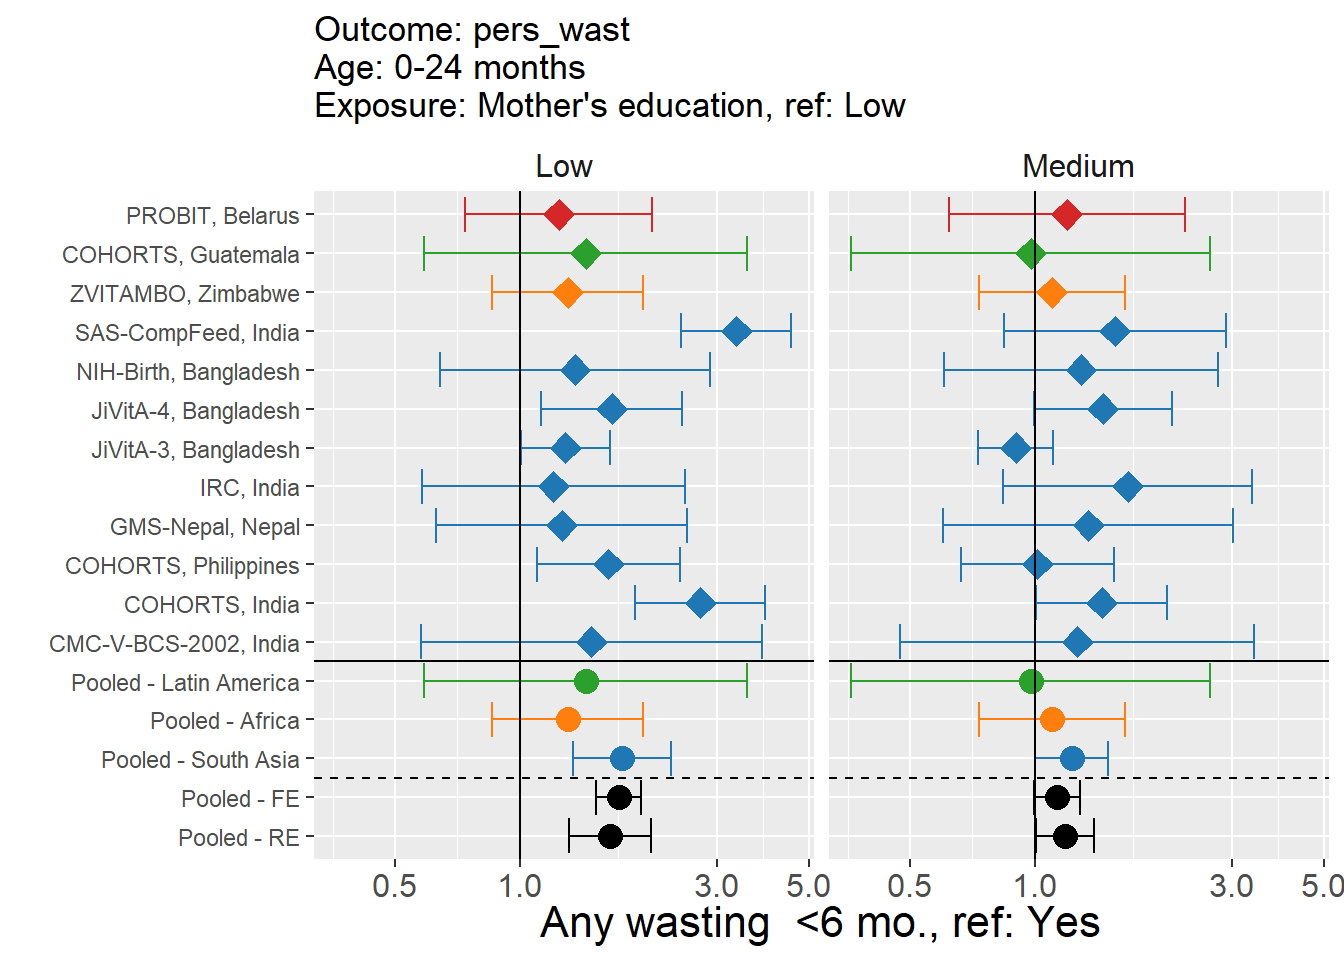 Outcome: pers_wast
Age: 0-24 months
Exposure: Mother's education, ref: Low
Low
Medium
PROBIT, Belarus
COHORTS, Guatemala
ZVITAMBO, Zimbabwe
SAS-CompFeed, India
NIH-Birth, Bangladesh
JiVitA-4, Bangladesh
JiVitA-3, Bangladesh
IRC, India
GMS-Nepal, Nepal
COHORTS, Philippines
COHORTS, India
CMC-V-BCS-2002, India
Pooled - Latin America
Pooled - Africa
Pooled - South Asia
Pooled - FE
Pooled - RE
0.5 1.0 3.0 5.0 0.5 1.0 3.0 5.0
Any wasting  <6 mo., ref: Yes